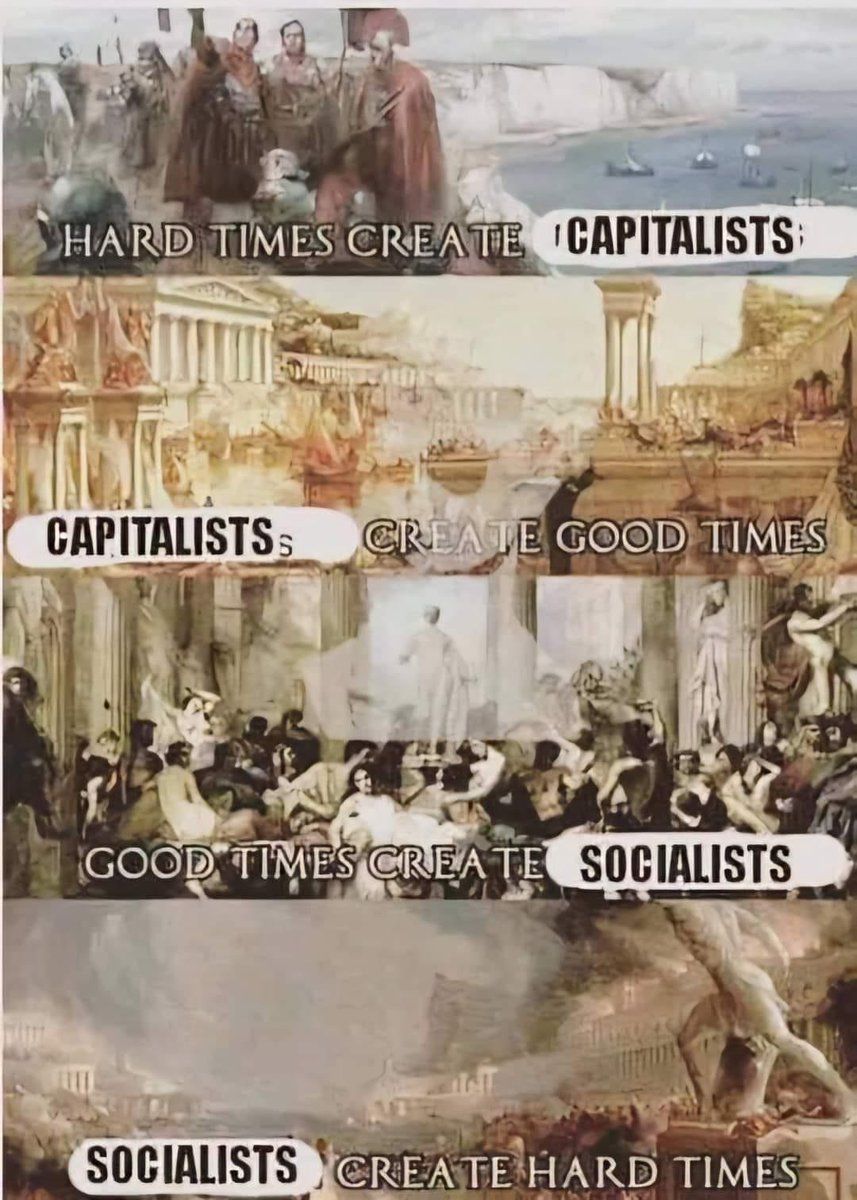 HARD TIMES CREATE CAPITALISTS
CAPITALISTS CREATE GOOD TIMES
GOOD TIMES CREATE SOCIALISTS
SOCIALISTS CREATE HARD TIMES